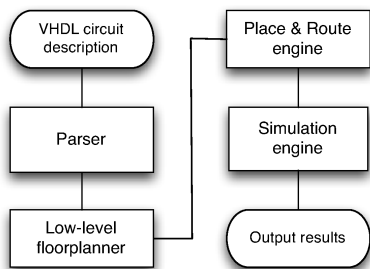 VHDL circuit
description
Parser
Low-level
floorplanner
Place & Route
engine
Simulation
engine
Output results